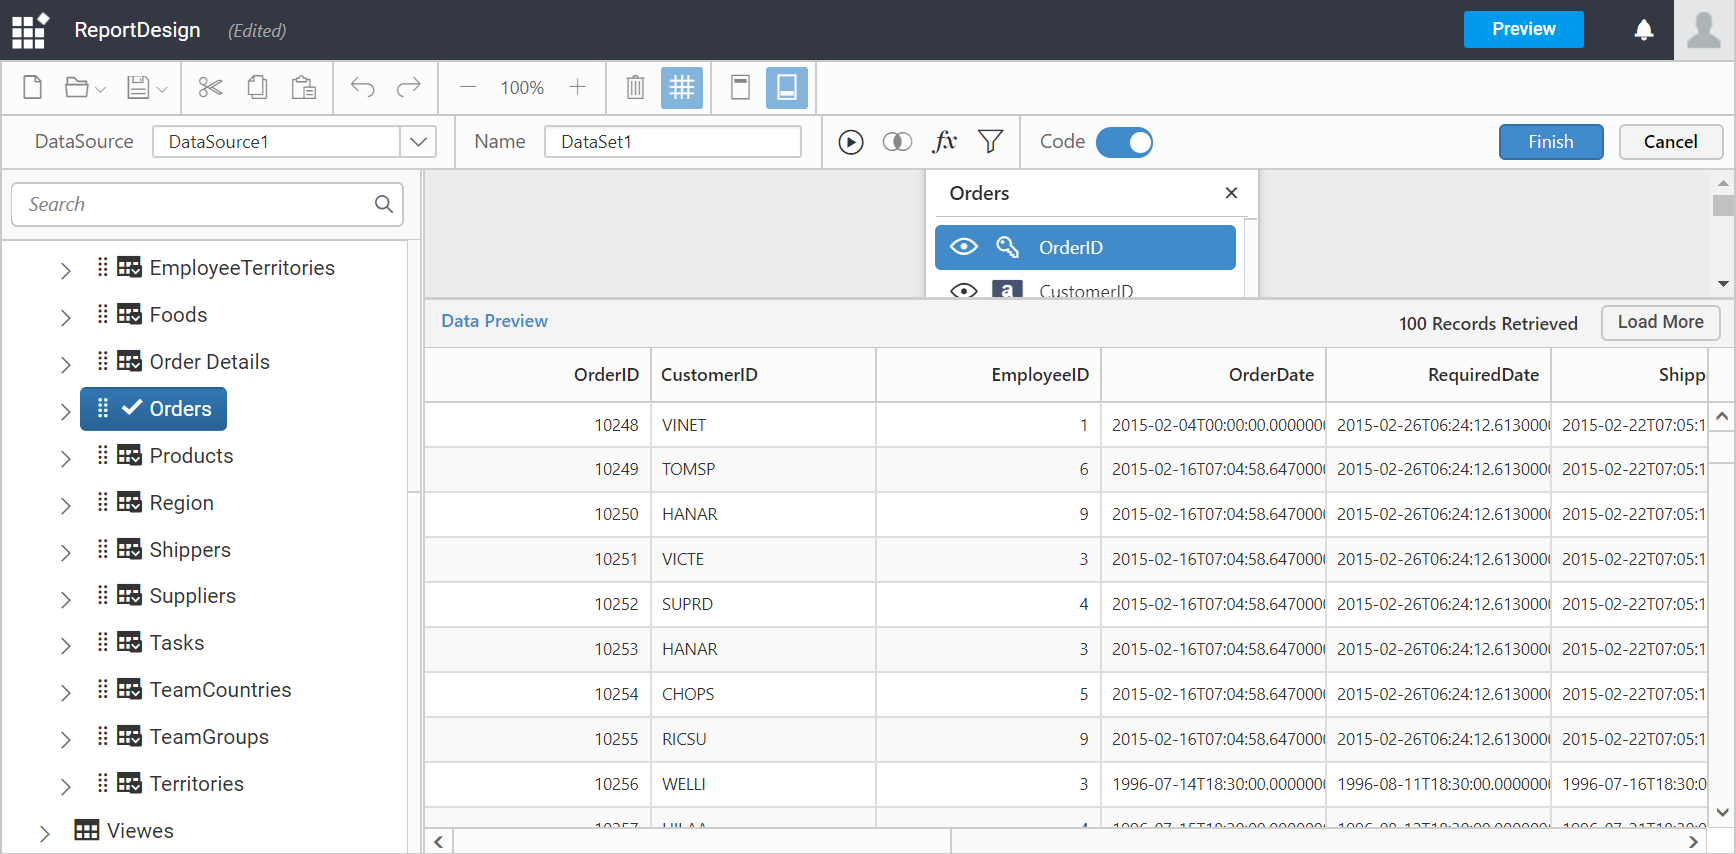 ReportDesign (Edited) Preview
100%
DataSource DataSource1 Name DataSet1 fx Code Finish Cancel
Search
EmployeeTerritories
Foods
Order Details
Orders
Products
Region
Shippers
Suppliers
Tasks
TeamCountries
TeamGroups
Territories
Viewes
Orders
OrderID
a CustomerID
Data Preview 100 Records Retrieved Load More
OrderID CustomerID EmployeeID OrderDate RequiredDate Shipp
10248 VINET 1 2015-02-04T00:00:00.000000 2015-02-26T06:24:12.613000 2015-02-22T07:05:1
10249 TOMSP 6 2015-02-16T07:04:58.647000 2015-02-26T06:24:12.613000 2015-02-22T07:05:1
10250 HANAR 9 2015-02-16T07:04:58.647000 2015-02-26T06:24:12.613000 2015-02-22T07:05:1
10251 VICTE 3 2015-02-16T07:04:58.647000 2015-02-26T06:24:12.613000 2015-02-22T07:05:1
10252 SUPRD 4 2015-02-16T07:04:58.647000 2015-02-26T06:24:12.613000 2015-02-22T07:05:1
10253 HANAR 3 2015-02-16T07:04:58.647000 2015-02-26T06:24:12.613000 2015-02-22T07:05:1
10254 CHOPS 5 2015-02-16T07:04:58.647000 2015-02-26T06:24:12.613000 2015-02-22T07:05:1
10255 RICSU 9 2015-02-16T07:04:58.647000 2015-02-26T06:24:12.613000 2015-02-22T07:05:1
10256 WELLI 3 1996-07-14T18:30:00.000000 1996-08-11T18:30:00.000000 1996-07-16T18:30:0